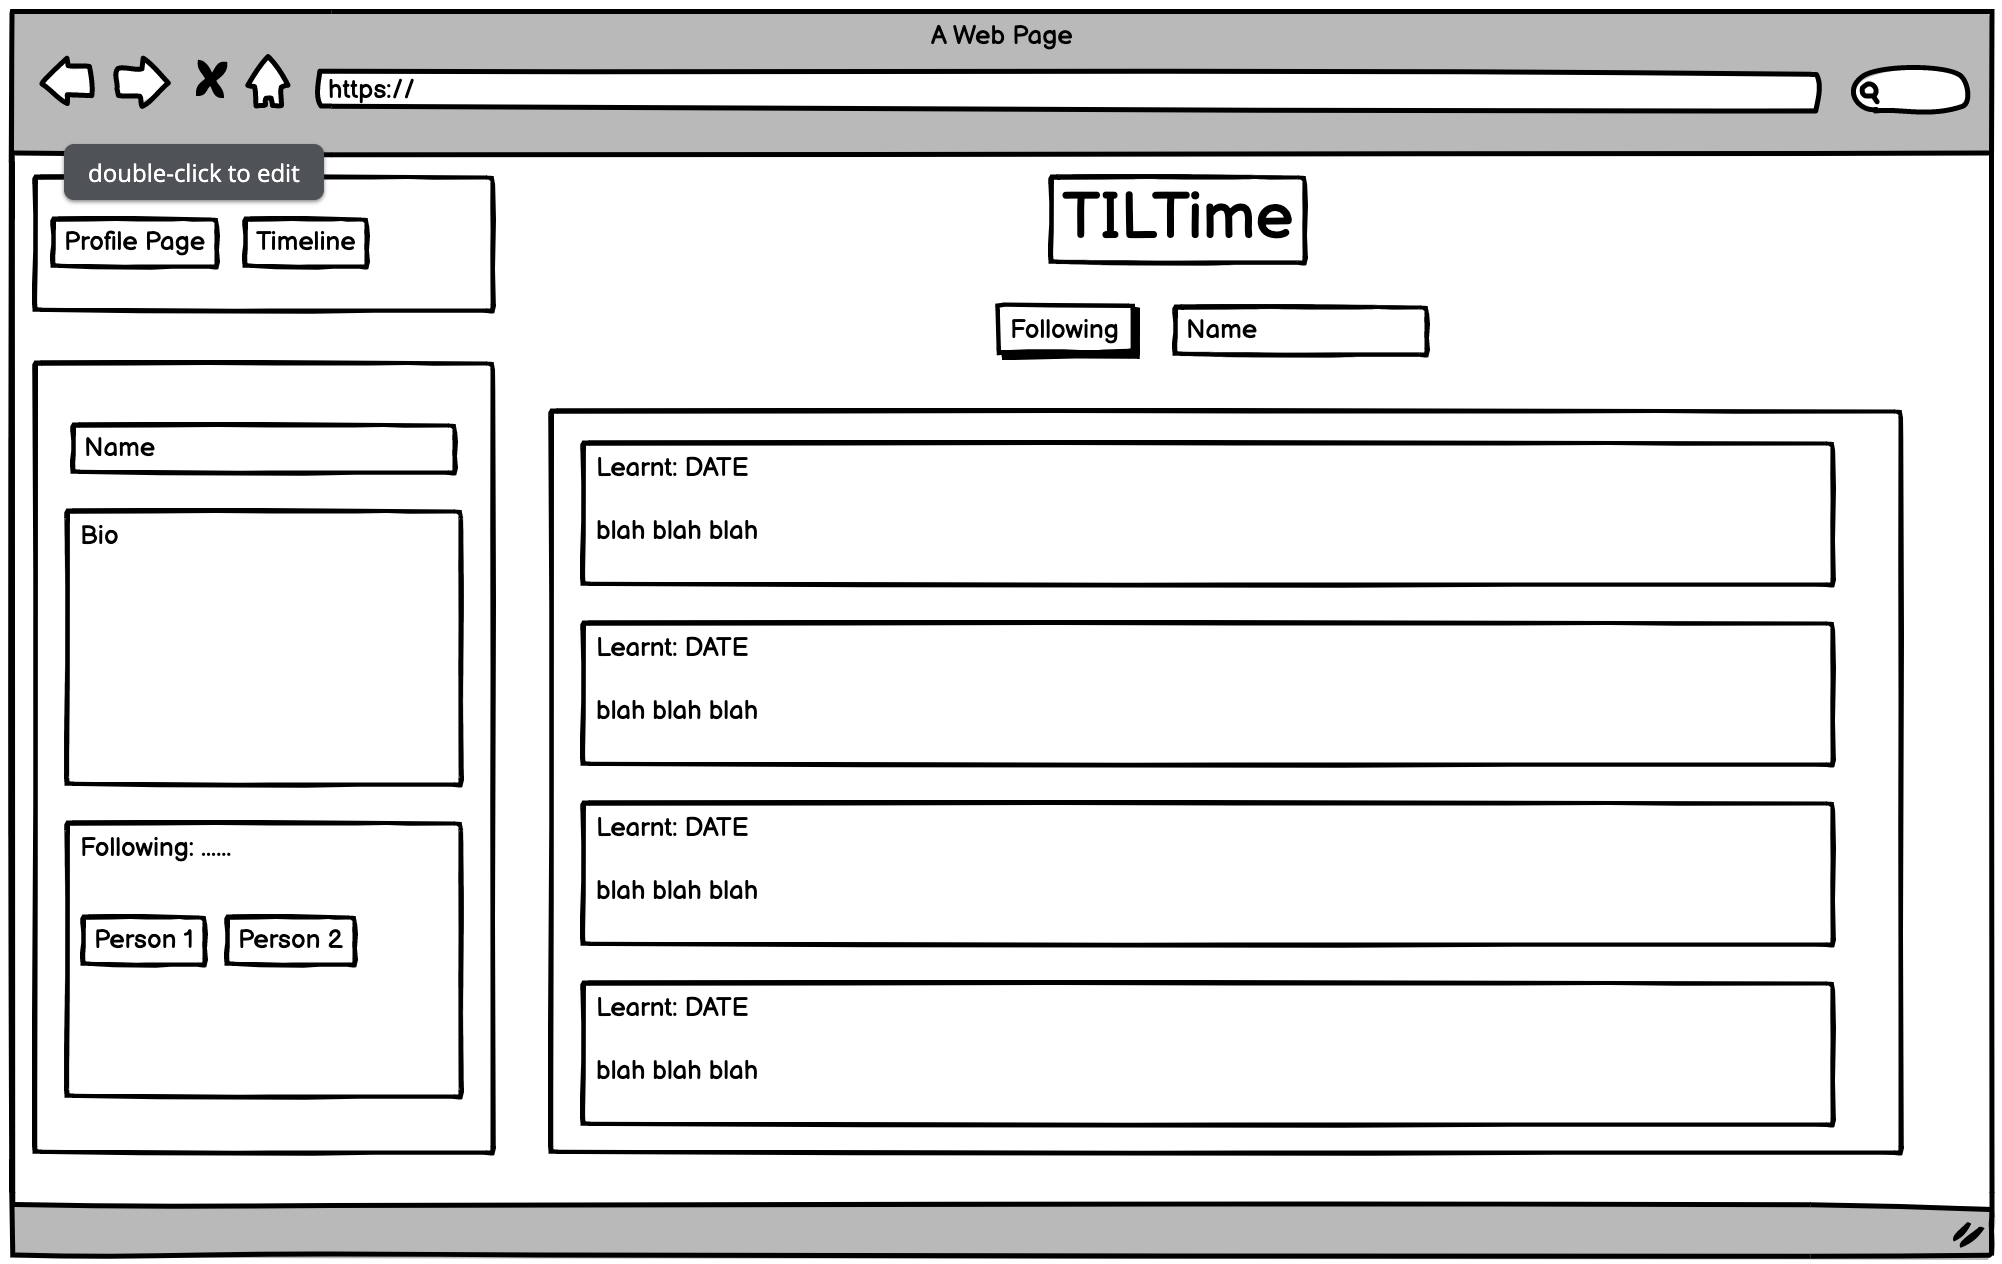 A Web Page
https://
double-click to edit
Profile Page
Timeline
TILTime
Following
Name
Name
Bio
Following: ......
Person 1
Person 2
Learnt: DATE
blah blah blah
Learnt: DATE
blah blah blah
Learnt: DATE
blah blah blah
Learnt: DATE
blah blah blah